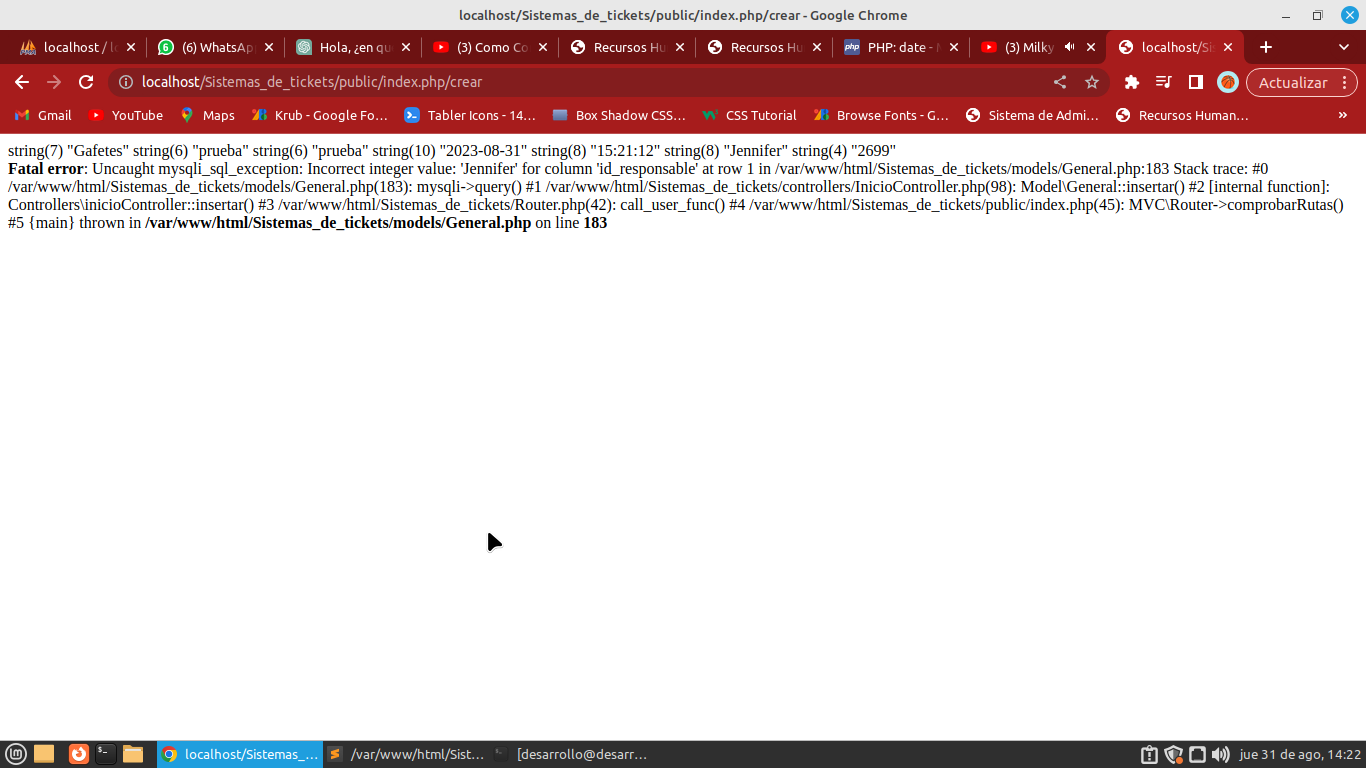 localhost/Sistemas_de_tickets/public/index.php/crear - Google Chrome
localhost / lo
(6) WhatsAp
Hola, ¿en qu
(3) Como Co
Recursos Hu
Recursos Hu
PHP: date -
(3) Milky
localhost/Si
localhost/Sistemas_de_tickets/public/index.php/crear
Actualizar
Gmail
YouTube
Maps
Krub - Google Fo...
Tabler Icons - 14...
Box Shadow CSS...
CSS Tutorial
Browse Fonts - G...
Sistema de Admi...
Recursos Human...
»
string(7) "Gafetes" string(6) "prueba" string(6) "prueba" string(10) "2023-08-31" string(8) "15:21:12" string(8) "Jennifer" string(4) "2699"
Fatal error: Uncaught mysqli_sql_exception: Incorrect integer value: 'Jennifer' for column 'id_responsable' at row 1 in /var/www/html/Sistemas_de_tickets/models/General.php:183 Stack trace: #0
/var/www/html/Sistemas_de_tickets/models/General.php(183): mysqli->query() #1 /var/www/html/Sistemas_de_tickets/controllers/InicioController.php(98): Model\General::insertar() #2 [internal function]:
Controllers\inicioController::insertar() #3 /var/www/html/Sistemas_de_tickets/Router.php(42): call_user_func() #4 /var/www/html/Sistemas_de_tickets/public/index.php(45): MVC\Router->comprobarRutas()
#5 {main} thrown in /var/www/html/Sistemas_de_tickets/models/General.php on line 183
localhost/Sistemas_...
/var/www/html/Sist...
[desarrollo@desarr...
jue 31 de ago, 14:22